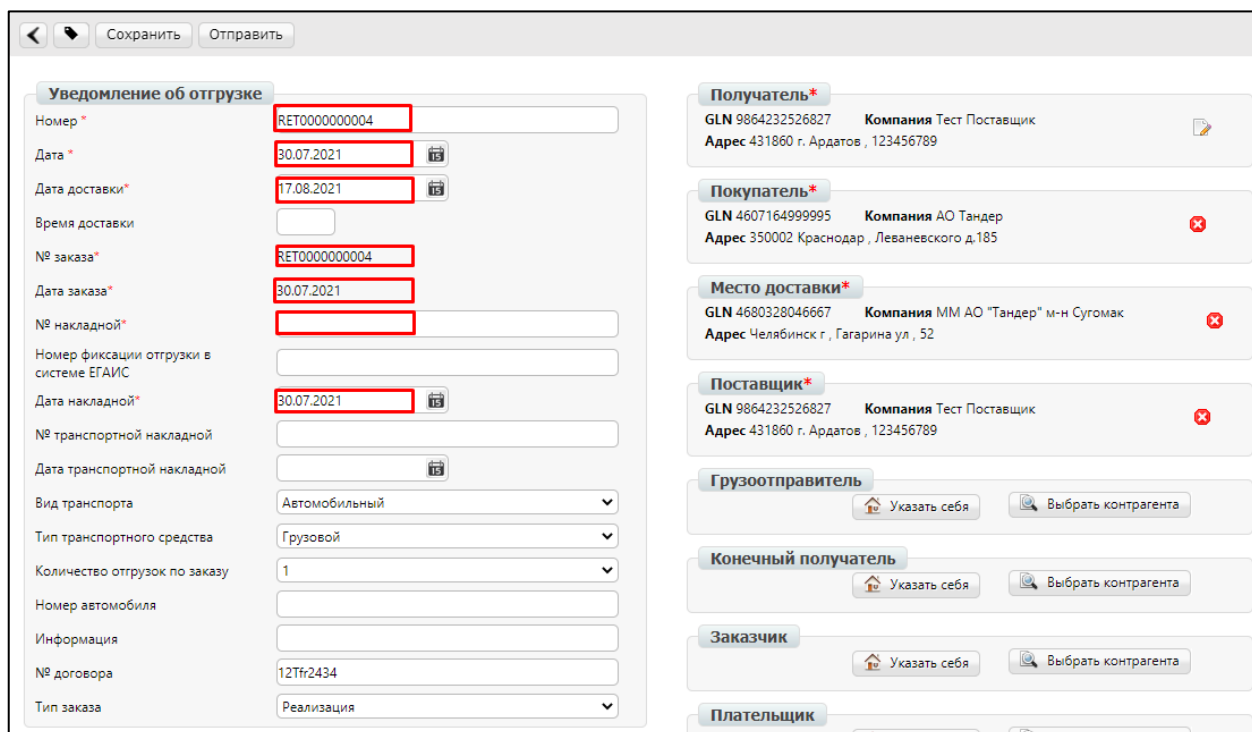 Сохранить Отправить
Уведомление об отгрузке
Номер * RET0000000004
Дата * 30.07.2021 15
Дата доставки* 17.08.2021 15
Время доставки
№ заказа* RET0000000004
Дата заказа* 30.07.2021
№ накладной*
Номер фиксации отгрузки в
системе ЕГАИС
Дата накладной* 30.07.2021 15
№ транспортной накладной
Дата транспортной накладной 15
Вид транспорта Автомобильный
Тип транспортного средства Грузовой
Количество отгрузок по заказу 1
Номер автомобиля
Информация
№ договора 12Tfr2434
Тип заказа Реализация
Получатель*
GLN 9864232526827 Компания Тест Поставщик
Адрес 431860 г. Ардатов , 123456789
Покупатель*
GLN 4607164999995 Компания АО Тандер
Адрес 350002 Краснодар , Леваневского д.185
Место доставки*
GLN 4680328046667 Компания ММ АО "Тандер" м-н Сугомак
Адрес Челябинск г , Гагарина ул , 52
Поставщик*
GLN 9864232526827 Компания Тест Поставщик
Адрес 431860 г. Ардатов , 123456789
Грузоотправитель
Указать себя Выбрать контрагента
Конечный получатель
Указать себя Выбрать контрагента
Заказчик
Указать себя Выбрать контрагента
Плательщик